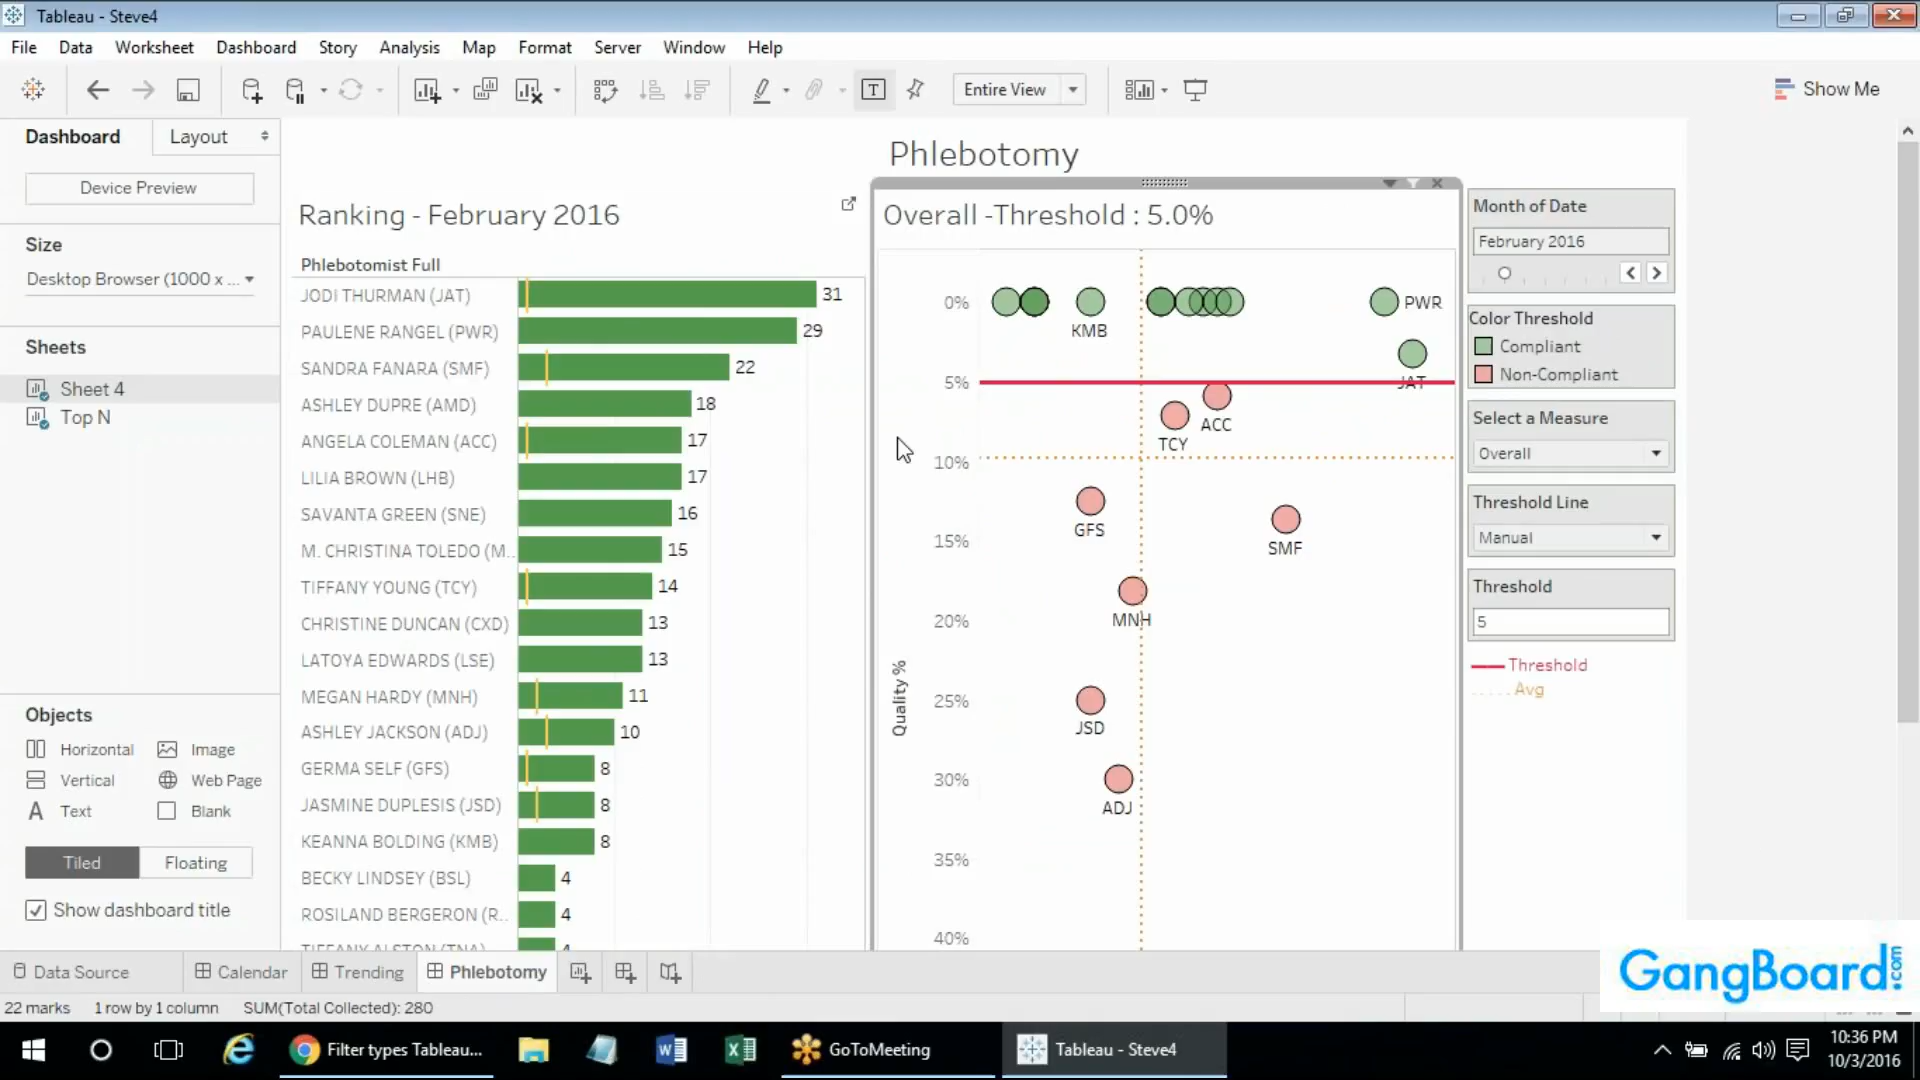 Tableau - Steve4
File Data Worksheet Dashboard Story Analysis Map Format Server Window Help
T Entire View Show Me
Dashboard Layout
Device Preview
Size
Desktop Browser (1000 x ...
Sheets
Sheet 4
Top N
Objects
Horizontal Image
Vertical Web Page
A Text Blank
Tiled Floating
Show dashboard title
Phlebotomy
Ranking - February 2016
Phlebotomist Full
JODI THURMAN (JAT) 31
PAULENE RANGEL (PWR) 29
SANDRA FANARA (SMF) 22
ASHLEY DUPRE (AMD) 18
ANGELA COLEMAN (ACC) 17
LILIA BROWN (LHB) 17
SAVANTA GREEN (SNE) 16
M. CHRISTINA TOLEDO (M.. 15
TIFFANY YOUNG (TCY) 14
CHRISTINE DUNCAN (CXD) 13
LATOYA EDWARDS (LSE) 13
MEGAN HARDY (MNH) 11
ASHLEY JACKSON (ADJ) 10
GERMA SELF (GFS) 8
JASMINE DUPLESIS (JSD) 8
KEANNA BOLDING (KMB) 8
BECKY LINDSEY (BSL) 4
ROSILAND BERGERON (R.. 4
TIFFANY ALSTON (TNA) 4
Overall -Threshold : 5.0%
Quality %
0% PWR
KMB
5% JAT
ACC
TCY
10%
GFS
15% SMF
20% MNH
25%
JSD
30%
ADJ
35%
40%
Month of Date
February 2016
Color Threshold
Compliant
Non-Compliant
Select a Measure
Overall
Threshold Line
Manual
Threshold
5
Threshold
Avg
GangBoard.com
Data Source Calendar Trending Phlebotomy
22 marks 1 row by 1 column SUM(Total Collected): 280
Filter types Tableau... GoToMeeting Tableau - Steve4
10:36 PM
10/3/2016